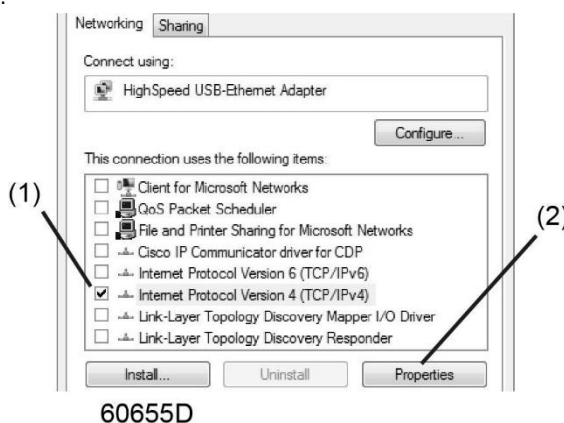 .
Networking Sharing
Connect using:
HighSpeed USB-Ethernet Adapter
Configure...
This connection uses the following items:
Client for Microsoft Networks
(1)
QoS Packet Scheduler
File and Printer Sharing for Microsoft Networks
(2)
Cisco IP Communicator driver for CDP
Internet Protocol Version 6 (TCP/IPv6)
Internet Protocol Version 4 (TCP/IPv4)
Link-Layer Topology Discovery Mapper I/O Driver
Link-Layer Topology Discovery Responder
Install... Uninstall Properties
60655D